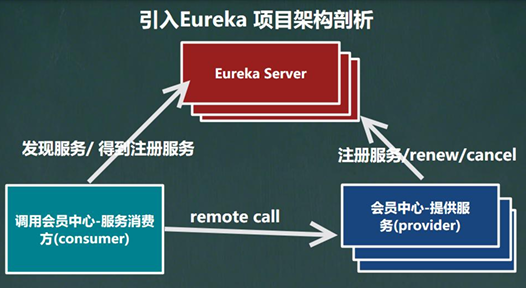 引入Eureka 项目架构剖析
Eureka Server
发现服务/ 得到注册服务
注册服务/renew/cancel
调用会员中心-服务消费
方(consumer)
remote call
会员中心-提供服
务(provider)